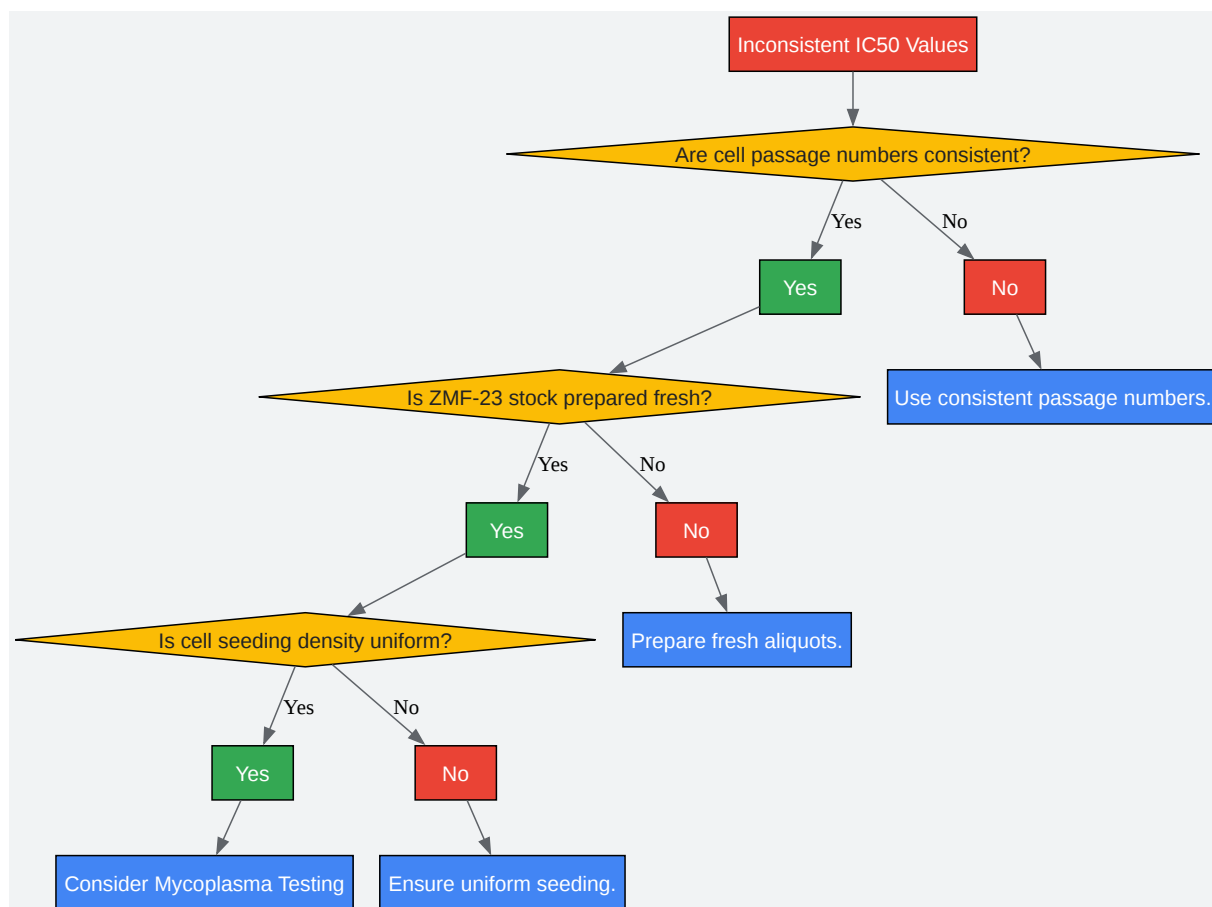 Inconsistent IC50 Values
Are cell passage numbers consistent?
Yes
No
Yes
No
Is ZMF-23 stock prepared fresh?
Use consistent passage numbers.
Yes
No
Yes
No
Is cell seeding density uniform?
Prepare fresh aliquots.
Yes
No
Yes
No
Consider Mycoplasma Testing
Ensure uniform seeding.